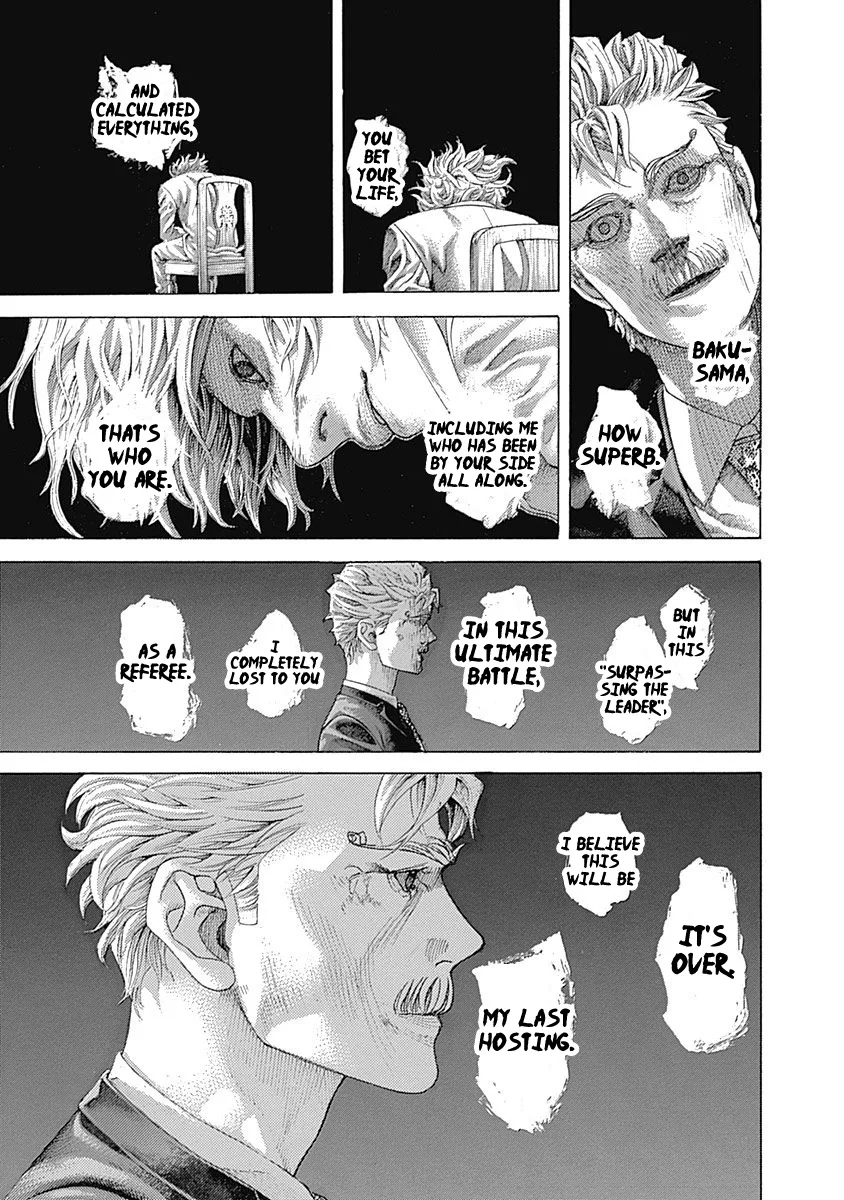 BAKU-
SAMA,
HOW
SUPERB.
YOU
BET
YOUR
LIFE,
AND
CALCULATED
EVERYTHING,
INCLUDING ME
WHO HAS BEEN
BY YOUR SIDE
ALL ALONG.
THAT'S
WHO
YOU ARE.
BUT
IN
THIS
"SURPAS-
SING THE
LEADER",
IN THIS
ULTIMATE
BATTLE,
I
COMPLETELY
LOST TO YOU
AS A
REFEREE.
IT'S
OVER.
I BELIEVE
THIS
WILL BE
MY LAST
HOSTING.